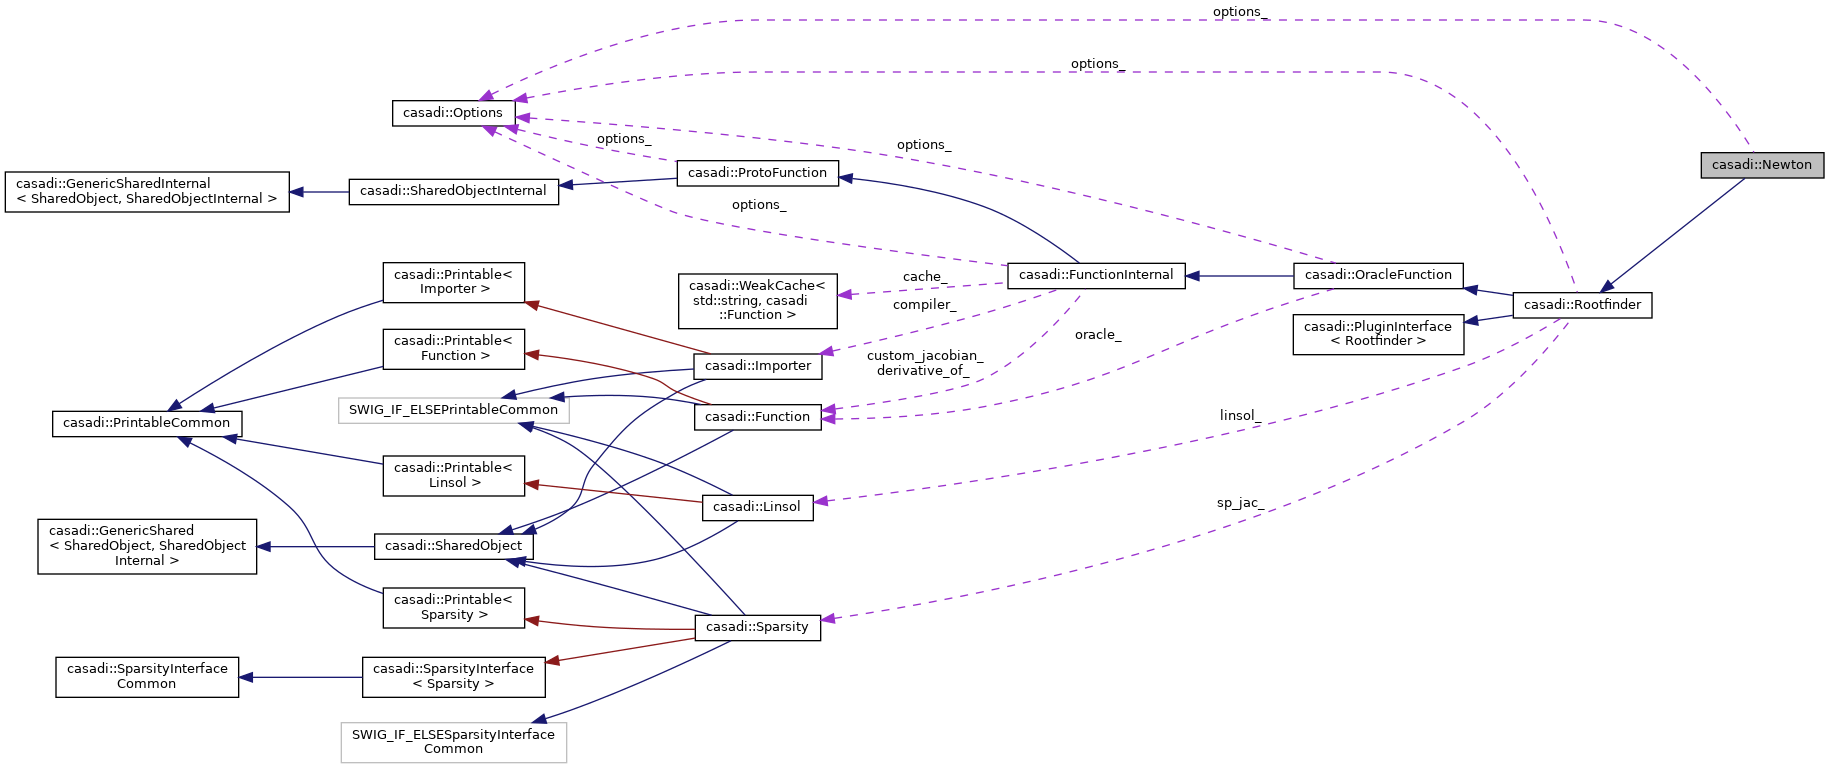 options_
options_
casadi::Options
options_
options_
casadi::Newton
casadi::ProtoFunction
casadi::GenericSharedInternal
< SharedObject, SharedObjectInternal >
casadi::SharedObjectInternal
options_
casadi::Printable<
Importer >
casadi::WeakCache<
std::string, casadi
::Function >
cache_
compiler_
casadi::FunctionInternal
casadi::OracleFunction
casadi::Rootfinder
casadi::PluginInterface
< Rootfinder >
oracle_
casadi::Printable<
Function >
casadi::Importer
custom_jacobian_
derivative_of_
SWIG_IF_ELSEPrintableCommon
casadi::Function
casadi::PrintableCommon
linsol_
casadi::Printable<
Linsol >
casadi::Linsol
sp_jac_
casadi::GenericShared
< SharedObject, SharedObject
Internal >
casadi::SharedObject
casadi::Printable<
Sparsity >
casadi::Sparsity
casadi::SparsityInterface
Common
casadi::SparsityInterface
< Sparsity >
SWIG_IF_ELSESparsityInterface
Common